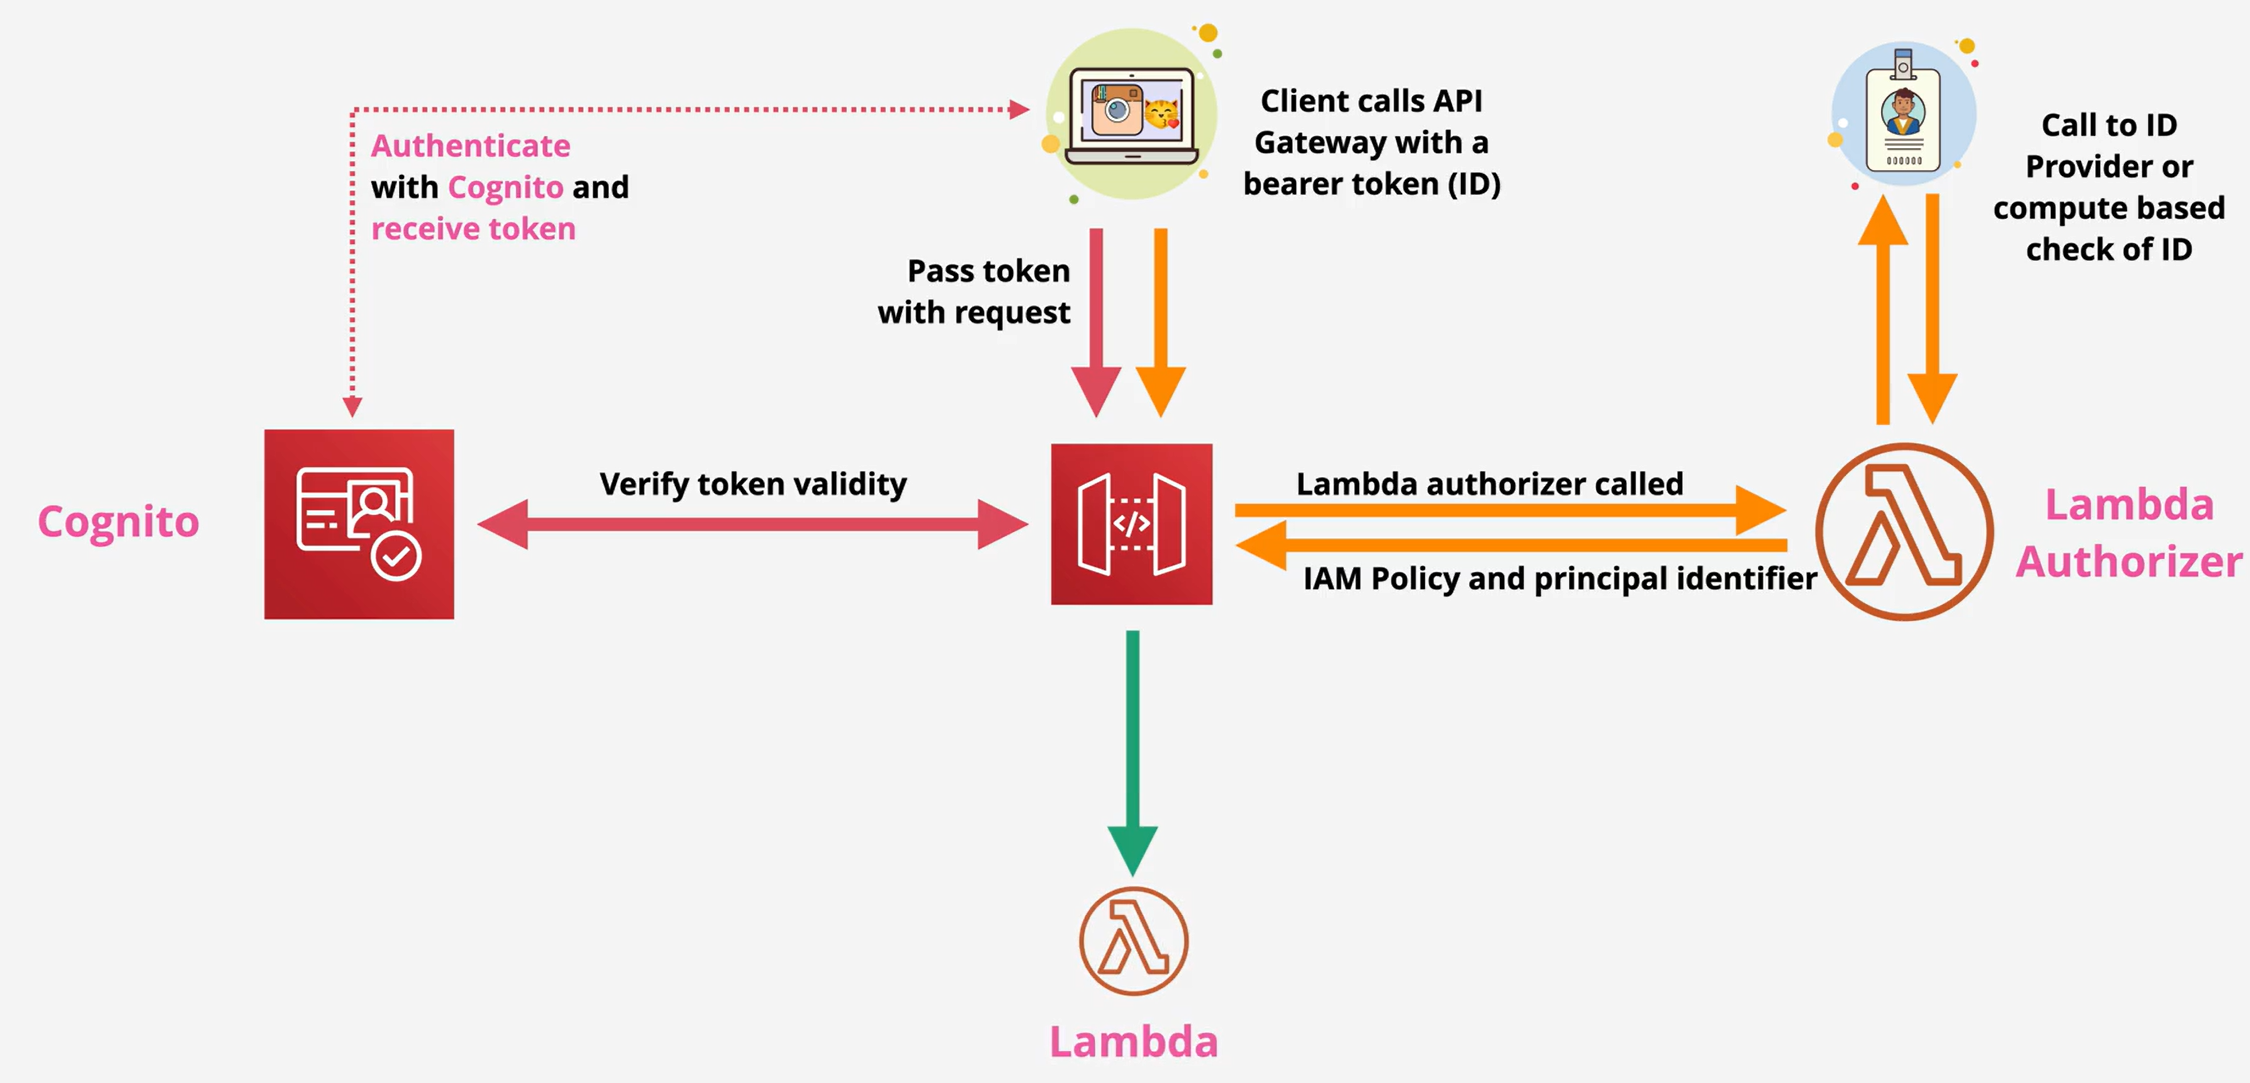 Authenticate
with Cognito and
receive token
Client calls API
Gateway with a
bearer token (ID)
Call to ID
Provider or
compute based
check of ID
Pass token
with request
Cognito
Verify token validity
</>
Lambda authorizer called
IAM Policy and principal identifier
Lambda
Authorizer
Lambda